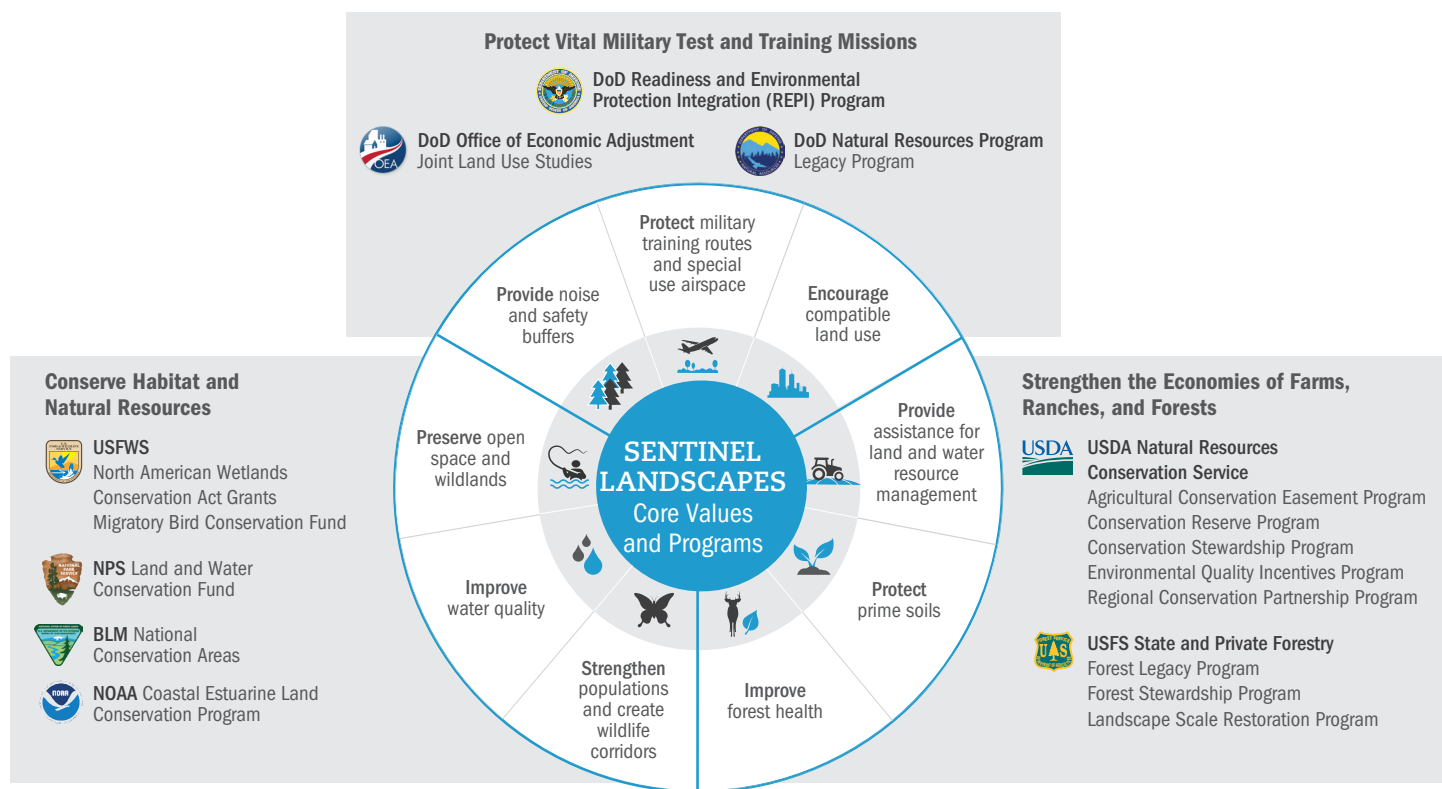 Protect Vital Military Test and Training Missions
DoD Readiness and Environmental
Protection Integration (REPI) Program
OEA
DoD Office of Economic Adjustment
Joint Land Use Studies
DoD Natural Resources Program
Legacy Program
Provide noise
and safety
buffers
Protect military
training routes
and special
use airspace
Encourage
compatible
land use
Conserve Habitat and
Natural Resources
USFWS
North American Wetlands
Conservation Act Grants
Migratory Bird Conservation Fund
NPS Land and Water
Conservation Fund
BLM National
Conservation Areas
NOAA
NOAA Coastal Estuarine Land
Conservation Program
Preserve open
space and
wildlands
Improve
water quality
Strengthen
populations
and create
wildlife
corridors
SENTINEL
LANDSCAPES
Core Values
and Programs
Provide
assistance for
land and water
resource
management
Protect
prime soils
Improve
forest health
Strengthen the Economies of Farms,
Ranches, and Forests
USDA
USDA Natural Resources
Conservation Service
Agricultural Conservation Easement Program
Conservation Reserve Program
Conservation Stewardship Program
Environmental Quality Incentives Program
Regional Conservation Partnership Program
FOREST SERVICE
U S
USFS State and Private Forestry
Forest Legacy Program
Forest Stewardship Program
Landscape Scale Restoration Program